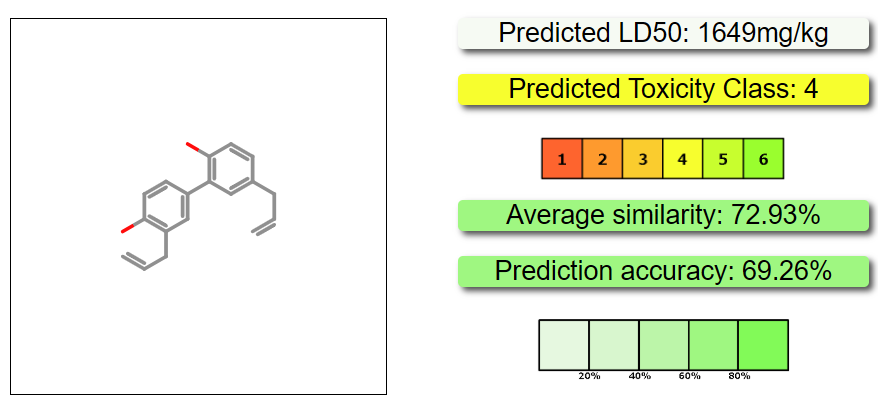 Predicted LD50: 1649mg/kg
Predicted Toxicity Class: 4
1 2 3 4 5 6
Average similarity: 72.93%
Prediction accuracy: 69.26%
20% 40% 60% 80%